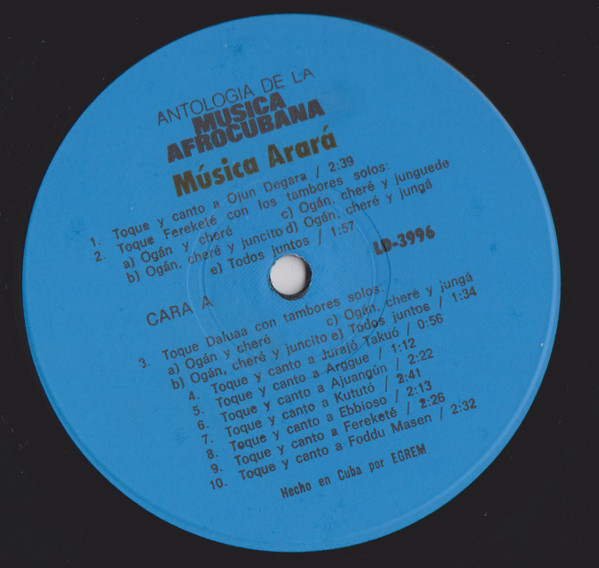 ANTOLOGIA DE LA
MUSICA
AFROCUBANA
Música Arará
1. Toque y canto a Ojun Degara / 2:39
2. Toque Fereketé con los tambores solos:
a) Ogán y cheré c) Ogán, cheré y junguede
b) Ogán, cheré y juncito d) Ogán, cheré y jungá
e) Todos juntos / 1:57
LD-3996
CARA A
3. Toque Daluaa con tambores solos:
a) Ogán y cheré c) Ogán, cheré y jungá
b) Ogán, cheré y juncito e) Todos juntos / 1:34
4. Toque y canto a Jurajó Takuó / 0:56
5. Toque y canto a Arggue / 1:12
6. Toque y canto a Ajuangún / 2:22
7. Toque y canto a Kututó / 2:41
8. Toque y canto a Ebbioso / 2:13
9. Toque y canto a Fereketé / 2:26
10. Toque y canto a Foddu Masen / 2:32
Hecho en Cuba por EGREM